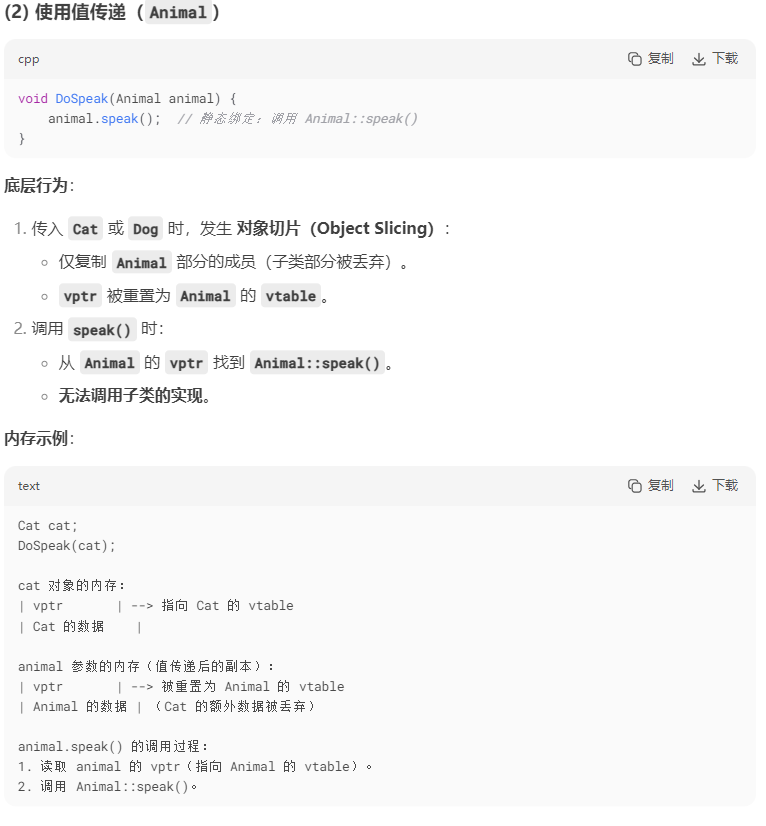 (2) 使用值传递（Animal）
cpp 复制 下载
void DoSpeak(Animal animal) {
    animal.speak();  // 静态绑定：调用 Animal::speak()
}
底层行为：
1. 传入 Cat 或 Dog 时，发生 对象切片（Object Slicing）：
仅复制 Animal 部分的成员（子类部分被丢弃）。
vptr 被重置为 Animal 的 vtable。
2. 调用 speak() 时：
从 Animal 的 vptr 找到 Animal::speak()。
无法调用子类的实现。
内存示例：
text 复制 下载
Cat cat;
DoSpeak(cat);
cat 对象的内存：
| vptr       | --> 指向 Cat 的 vtable
| Cat 的数据    |
animal 参数的内存（值传递后的副本）：
| vptr       | --> 被重置为 Animal 的 vtable
| Animal 的数据 | （Cat 的额外数据被丢弃）
animal.speak() 的调用过程：
1. 读取 animal 的 vptr（指向 Animal 的 vtable）。
2. 调用 Animal::speak()。